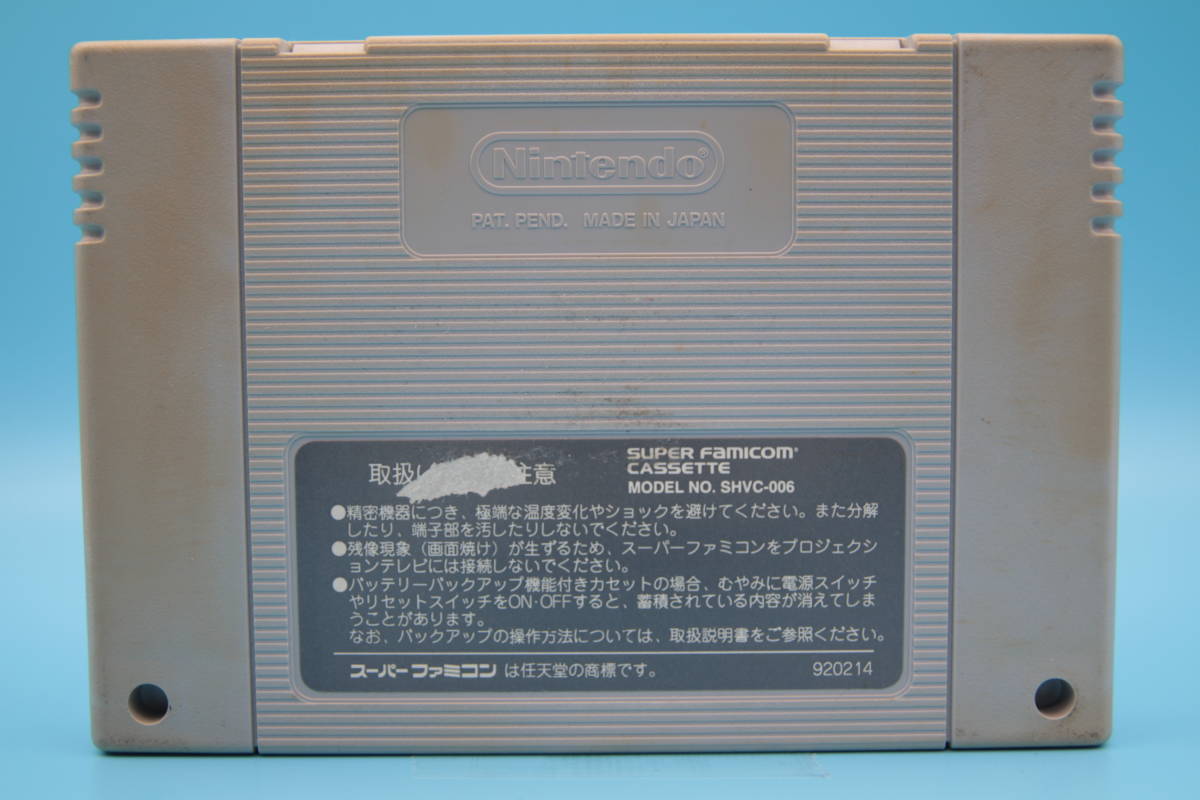 Nintendo®
PAT. PEND. MADE IN JAPAN
取扱い 注意
SUPER FAMICOM
CASSETTE
MODEL NO. SHVC-006
●精密機器につき、極端な温度変化やショックを避けてください。また分解
したり、端子部を汚したりしないでください。
●残像現象（画面焼け）が生ずるため、スーパーファミコンをプロジェクシ
ョンテレビには接続しないでください。
●バッテリーバックアップ機能付きカセットの場合、むやみに電源スイッチ
やリセットスイッチをON・OFFすると、蓄積されている内容が消えてしま
うことがあります。
なお、バックアップの操作方法については、取扱説明書をご参照ください。
スーパーファミコン は任天堂の商標です。 920214